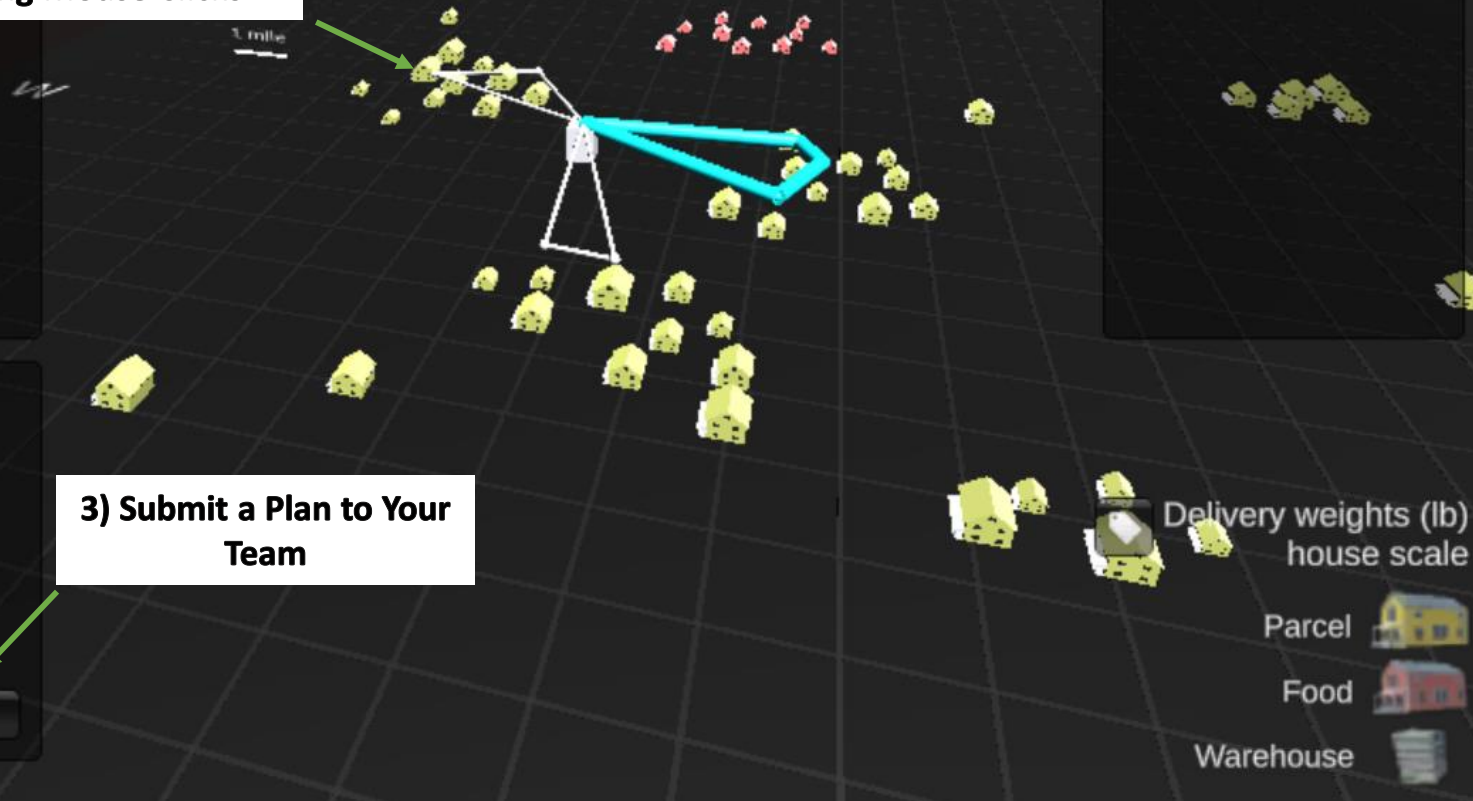 1 mile
W
3) Submit a Plan to Your
Team
Delivery weights (lb)
house scale
Parcel
Food
Warehouse